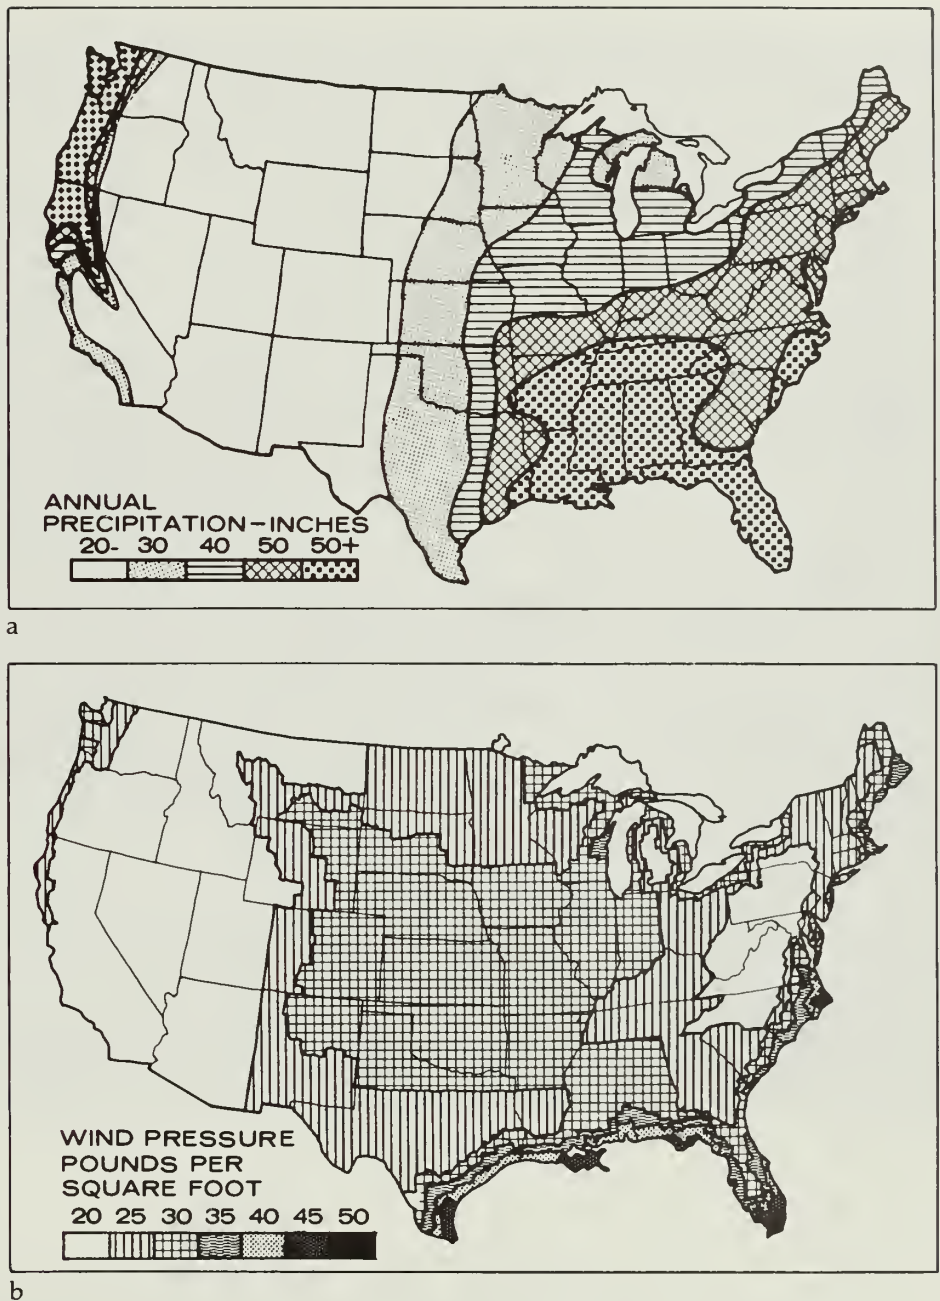 ANNUAL
PRECIPITATION–INCHES
20- 30 40 50 50+
a
WIND PRESSURE
POUNDS PER
SQUARE FOOT
20 25 30 35 40 45 50
b